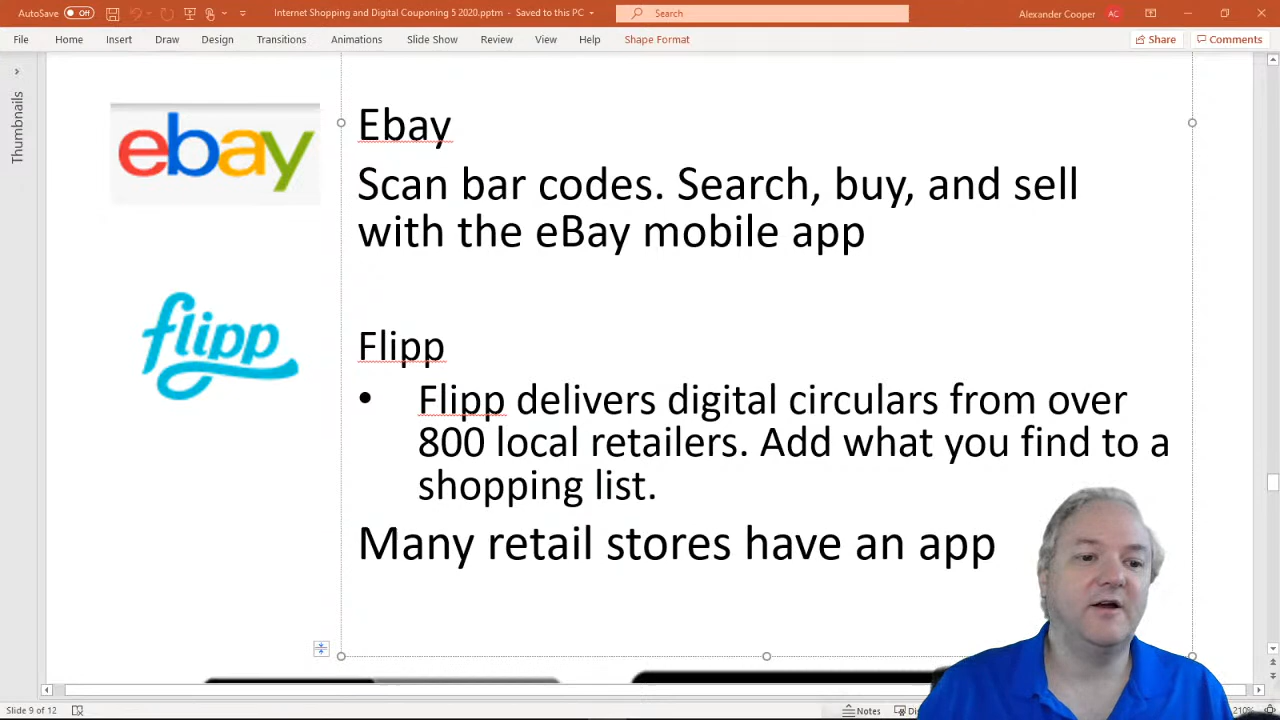 AutoSave Off Internet Shopping and Digital Couponing 5 2020.pptm - Saved to this PC Search Alexander Cooper AC
File Home Insert Draw Design Transitions Animations Slide Show Review View Help Shape Format Share Comments
Thumbnails
ebay
Ebay
Scan bar codes. Search, buy, and sell
with the eBay mobile app
flipp
Flipp
• Flipp delivers digital circulars from over
800 local retailers. Add what you find to a
shopping list.
Many retail stores have an app
Slide 9 of 12 Notes 210%